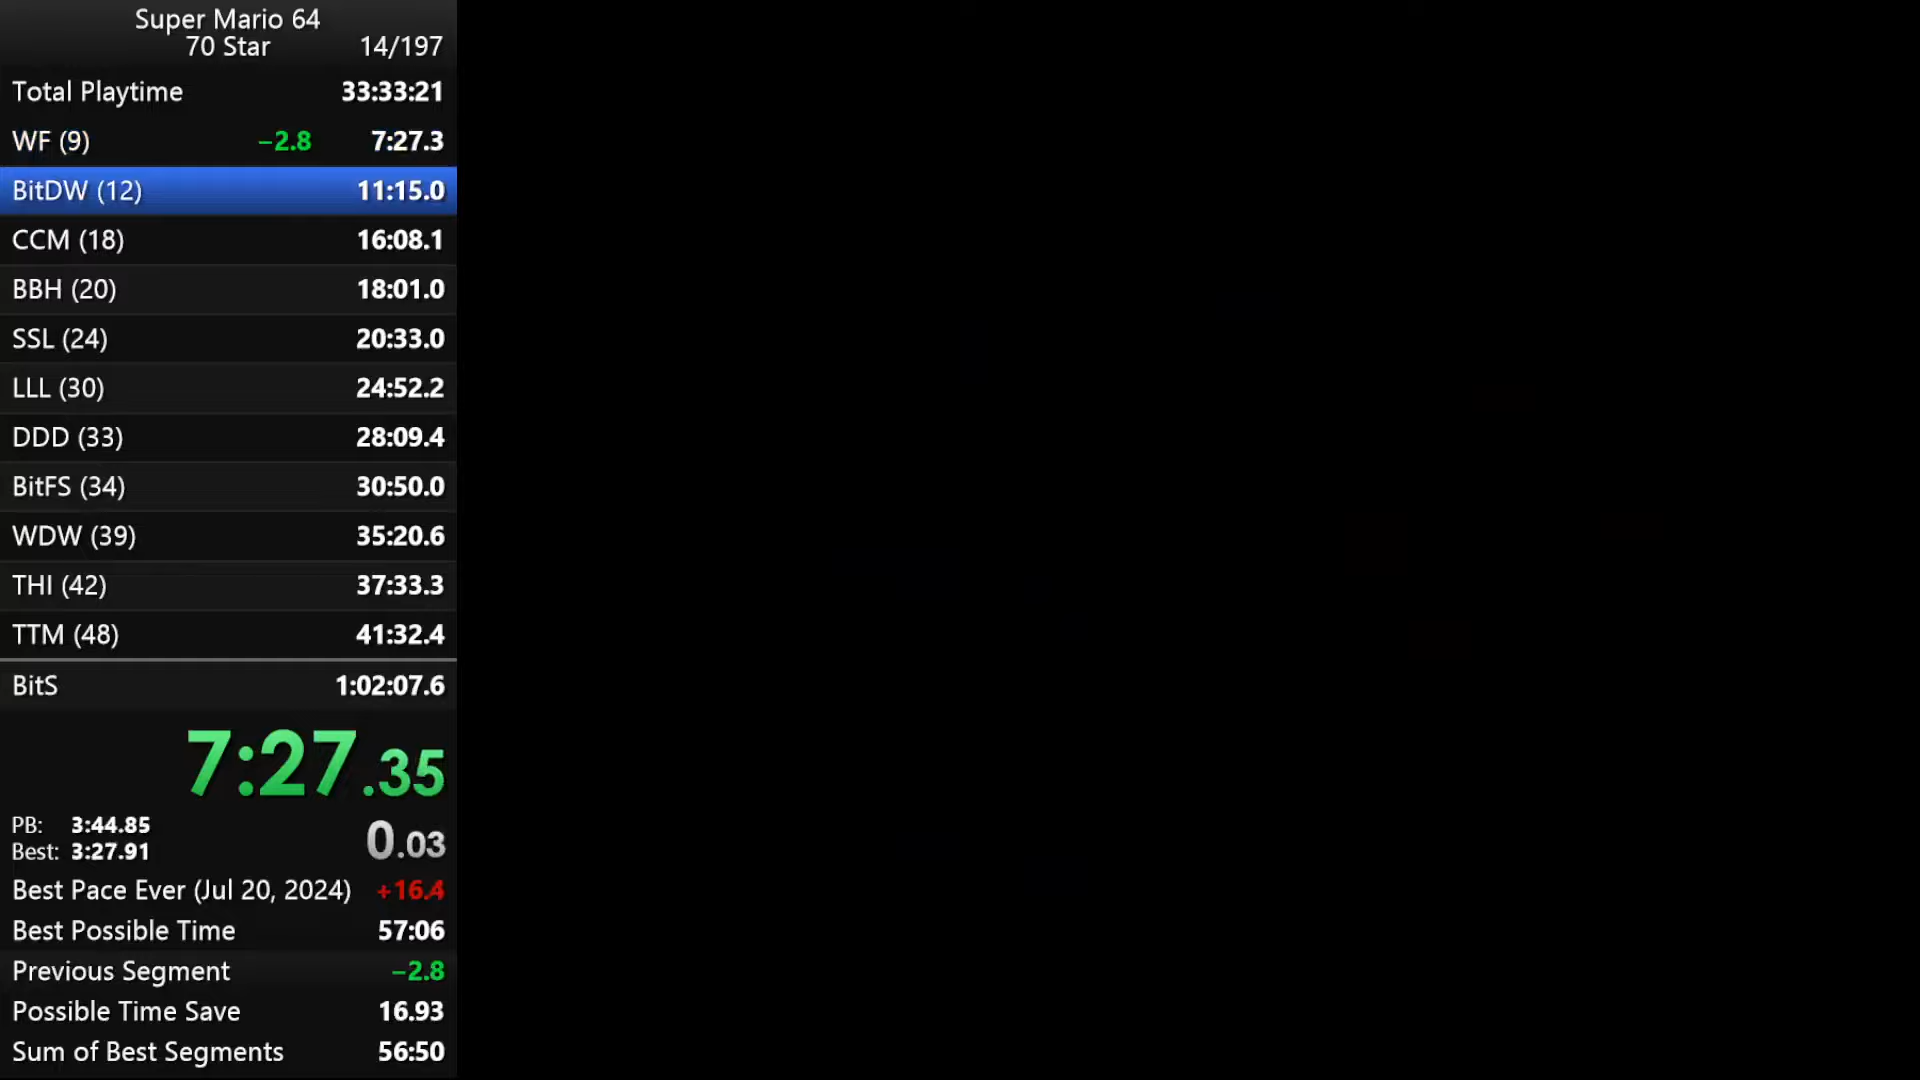 Super Mario 64
70 Star 14/197
Total Playtime 33:33:21
WF (9) −2.8 7:27.3
BitDW (12) 11:15.0
CCM (18) 16:08.1
BBH (20) 18:01.0
SSL (24) 20:33.0
LLL (30) 24:52.2
DDD (33) 28:09.4
BitFS (34) 30:50.0
WDW (39) 35:20.6
THI (42) 37:33.3
TTM (48) 41:32.4
BitS 1:02:07.6
7:27.35
PB: 3:44.85
Best: 3:27.91
0.03
Best Pace Ever (Jul 20, 2024) +16.4
Best Possible Time 57:06
Previous Segment −2.8
Possible Time Save 16.93
Sum of Best Segments 56:50